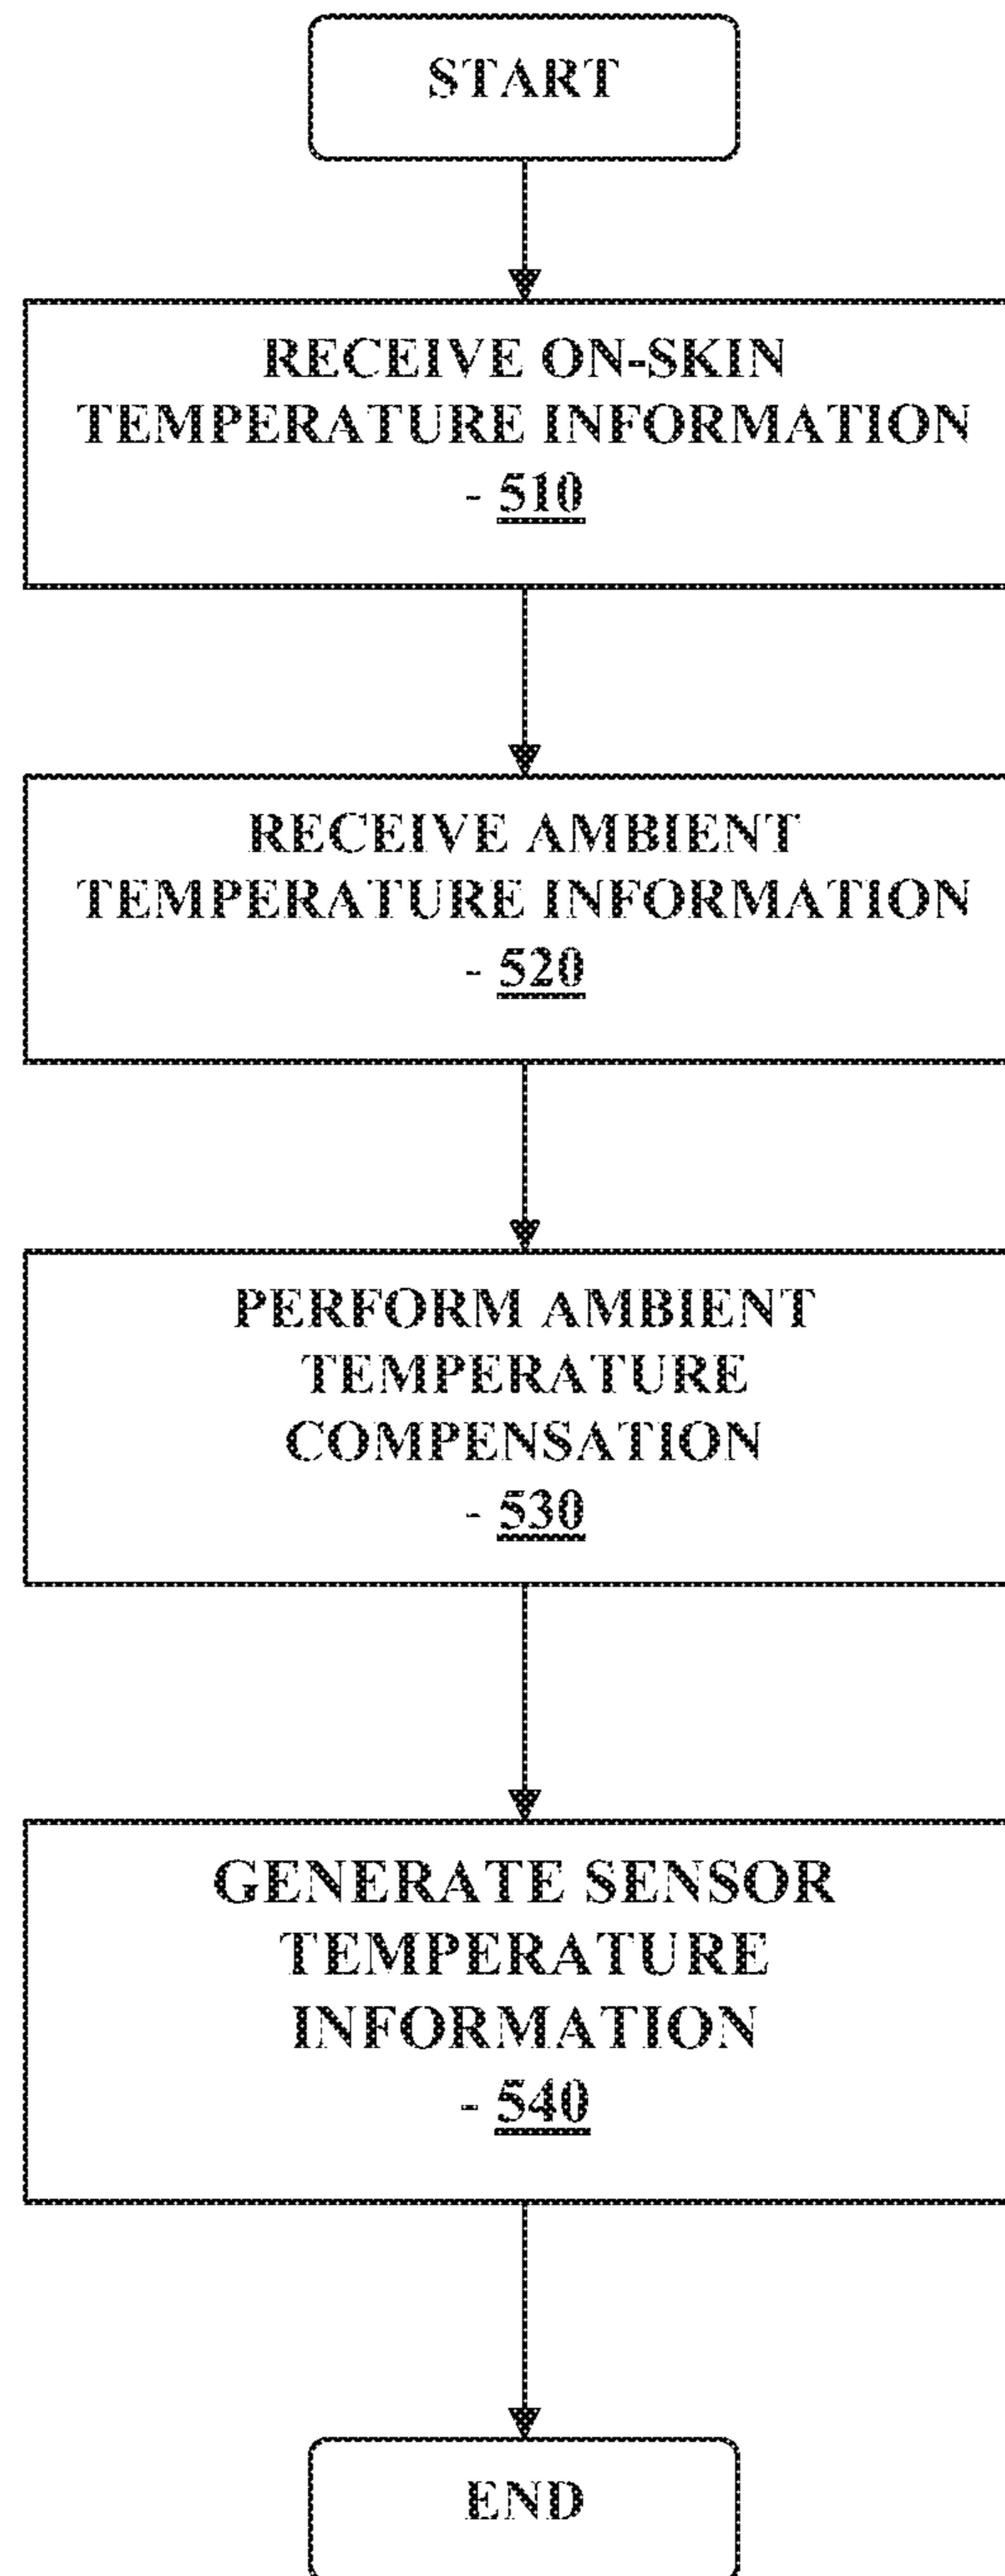 START
RECEIVE ON-SKIN
TEMPERATURE INFORMATION
- 510
RECEIVE AMBIENT
TEMPERATURE INFORMATION
- 520
PERFORM AMBIENT
TEMPERATURE
COMPENSATION
- 530
GENERATE SENSOR
TEMPERATURE
INFORMATION
- 540
END